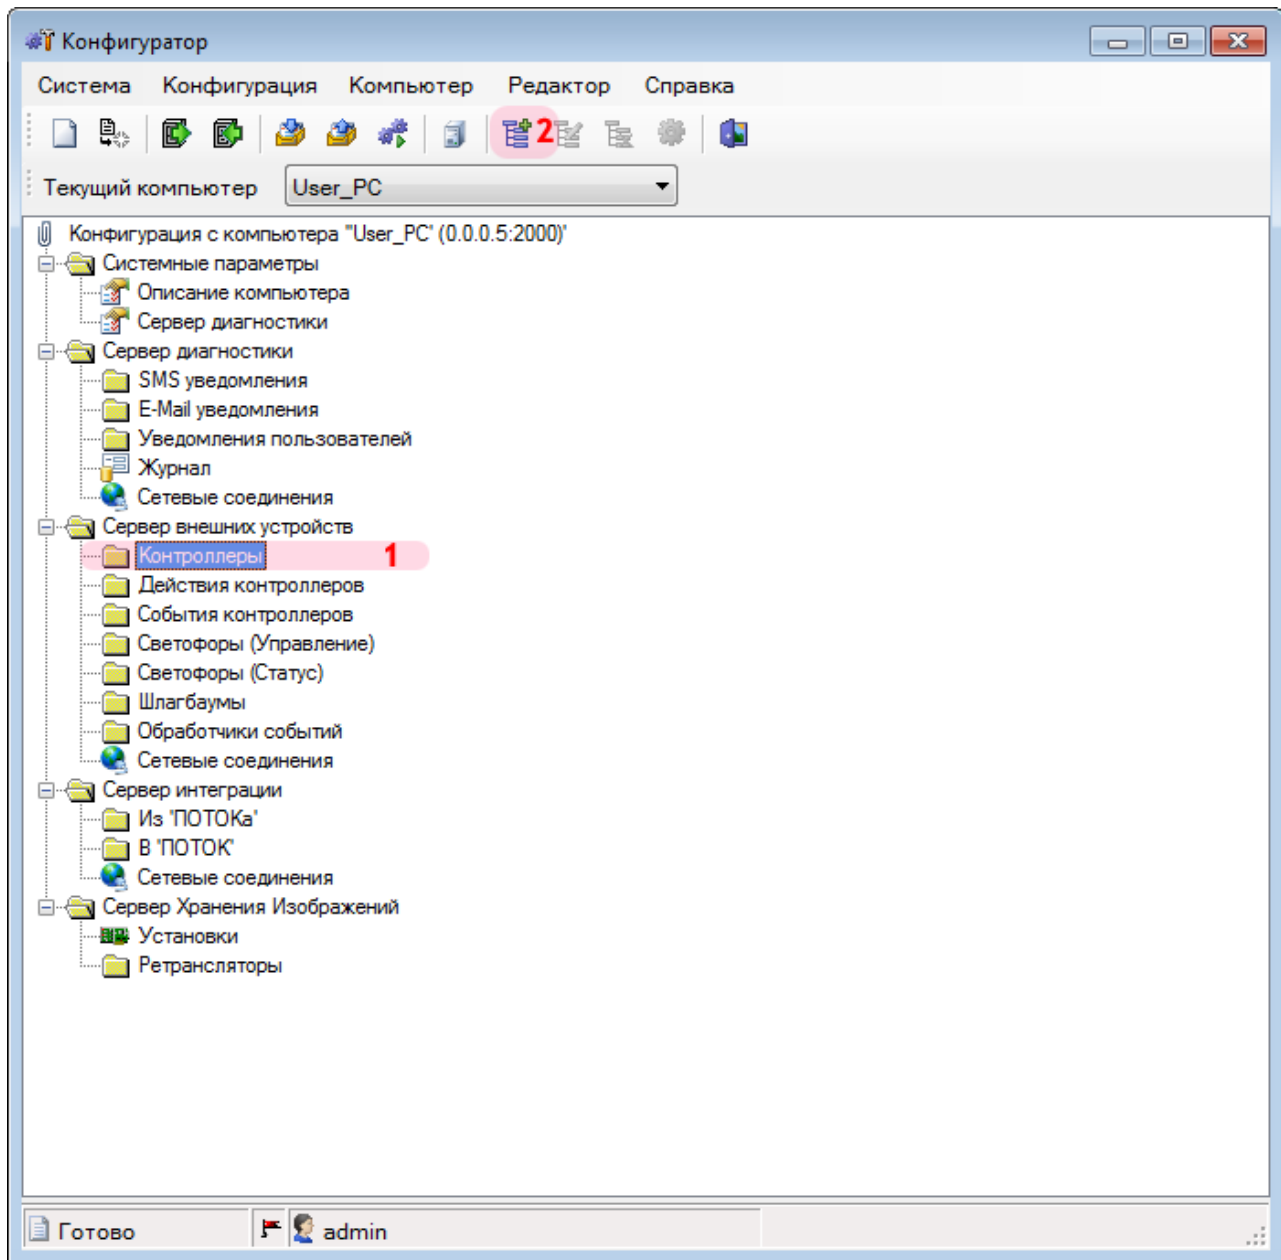 Конфигуратор
Система Конфигурация Компьютер Редактор Справка
2
Текущий компьютер User_PC
Конфигурация с компьютера "User_PC" (0.0.0.5:2000)'
Системные параметры
Описание компьютера
Сервер диагностики
Сервер диагностики
SMS уведомления
E-Mail уведомления
Уведомления пользователей
Журнал
Сетевые соединения
Сервер внешних устройств
Контроллеры 1
Действия контроллеров
События контроллеров
Светофоры (Управление)
Светофоры (Статус)
Шлагбаумы
Обработчики событий
Сетевые соединения
Сервер интеграции
Из 'ПОТОКа'
В 'ПОТОК'
Сетевые соединения
Сервер Хранения Изображений
Установки
Ретрансляторы
Готово admin